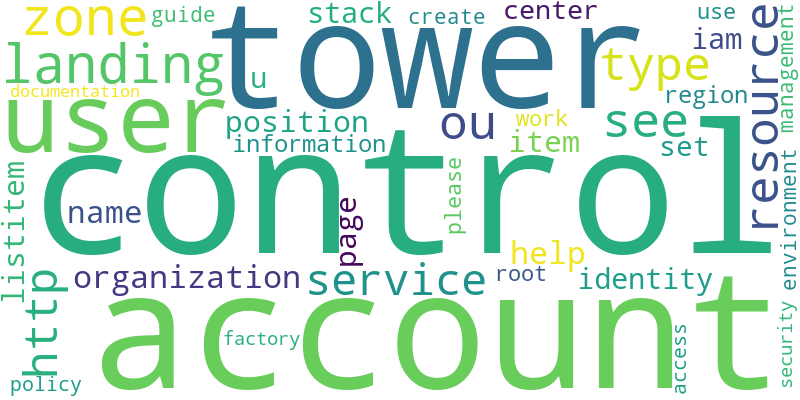 zone
guide
tower
stack
create
center
use
resource
management
landing
iam
type
documentation
u
region
user
position
ou
work
see
information
item
set
control
please
environment
listitem
name
page
help
http
organization
service
root
identity
account
factory
access
security
policy